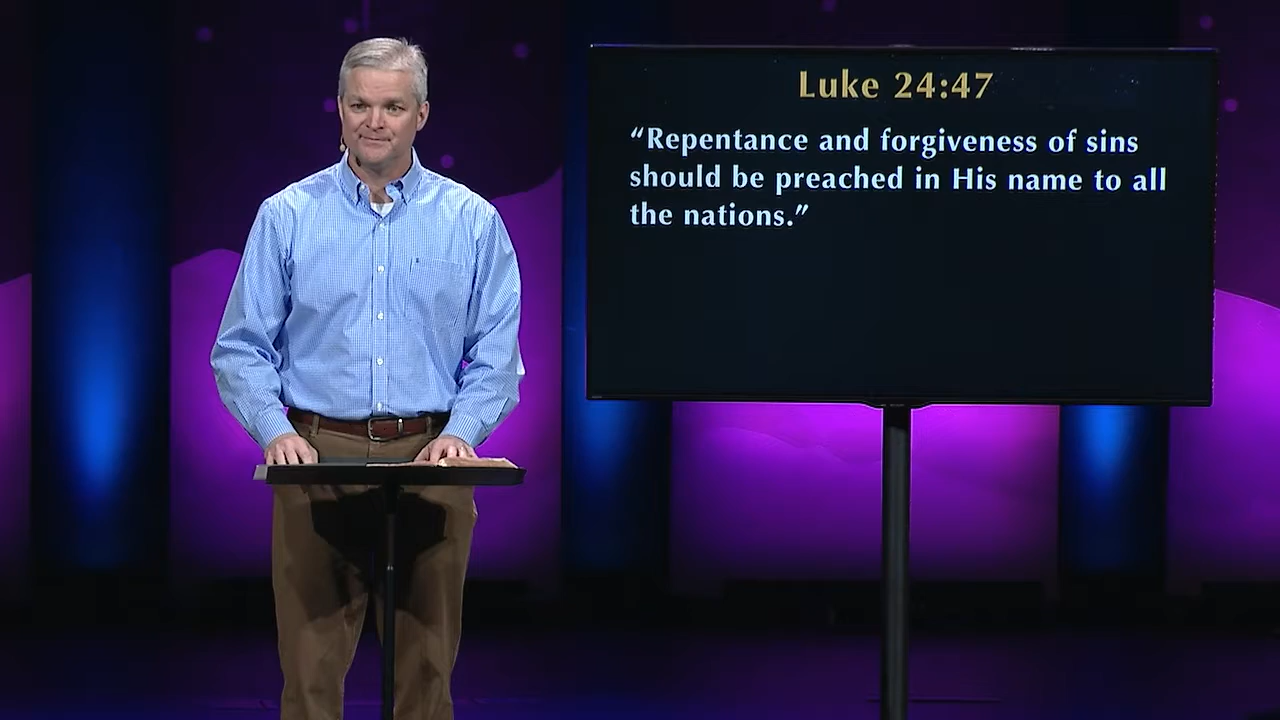 Luke 24:47
“Repentance and forgiveness of sins
should be preached in His name to all
the nations.”